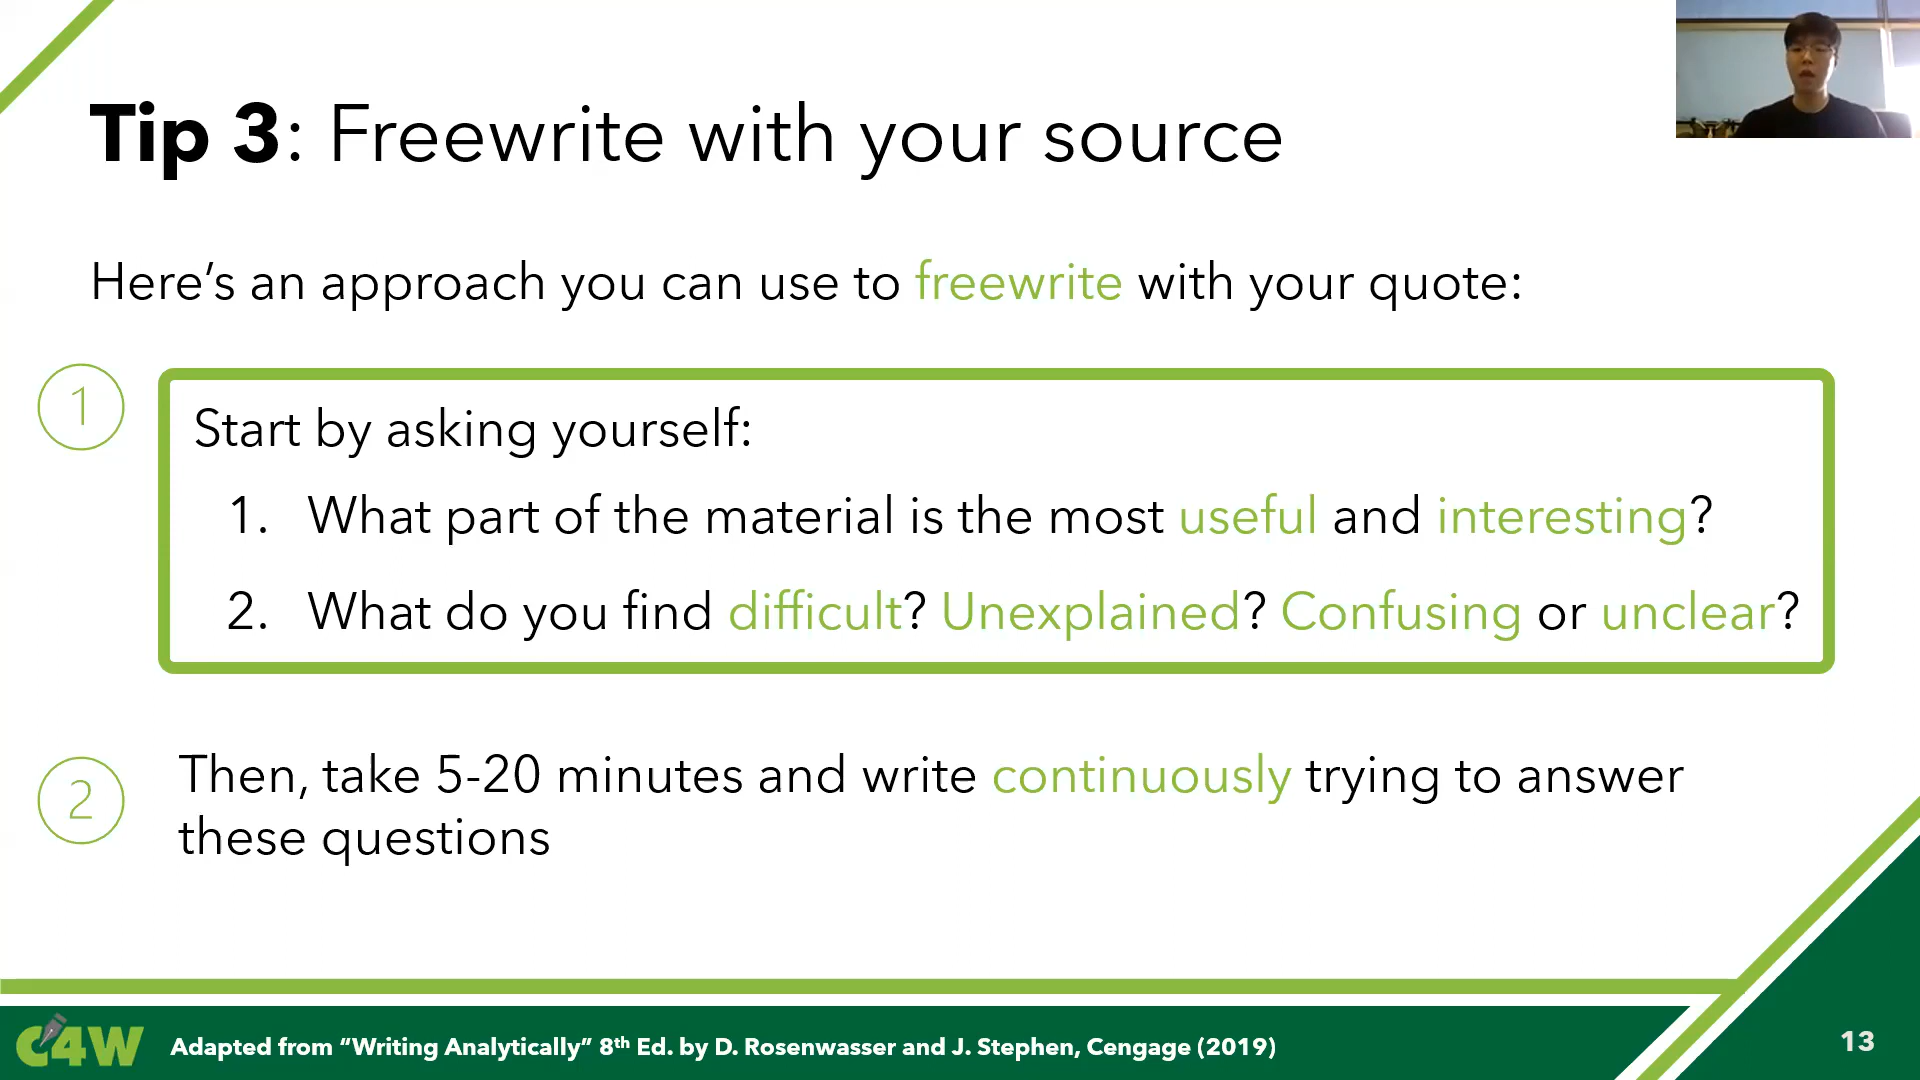 Tip 3: Freewrite with your source
Here’s an approach you can use to freewrite with your quote:
1
Start by asking yourself:
1. What part of the material is the most useful and interesting?
2. What do you find difficult? Unexplained? Confusing or unclear?
2
Then, take 5-20 minutes and write continuously trying to answer
these questions
C4W
Adapted from “Writing Analytically” 8th Ed. by D. Rosenwasser and J. Stephen, Cengage (2019)
13